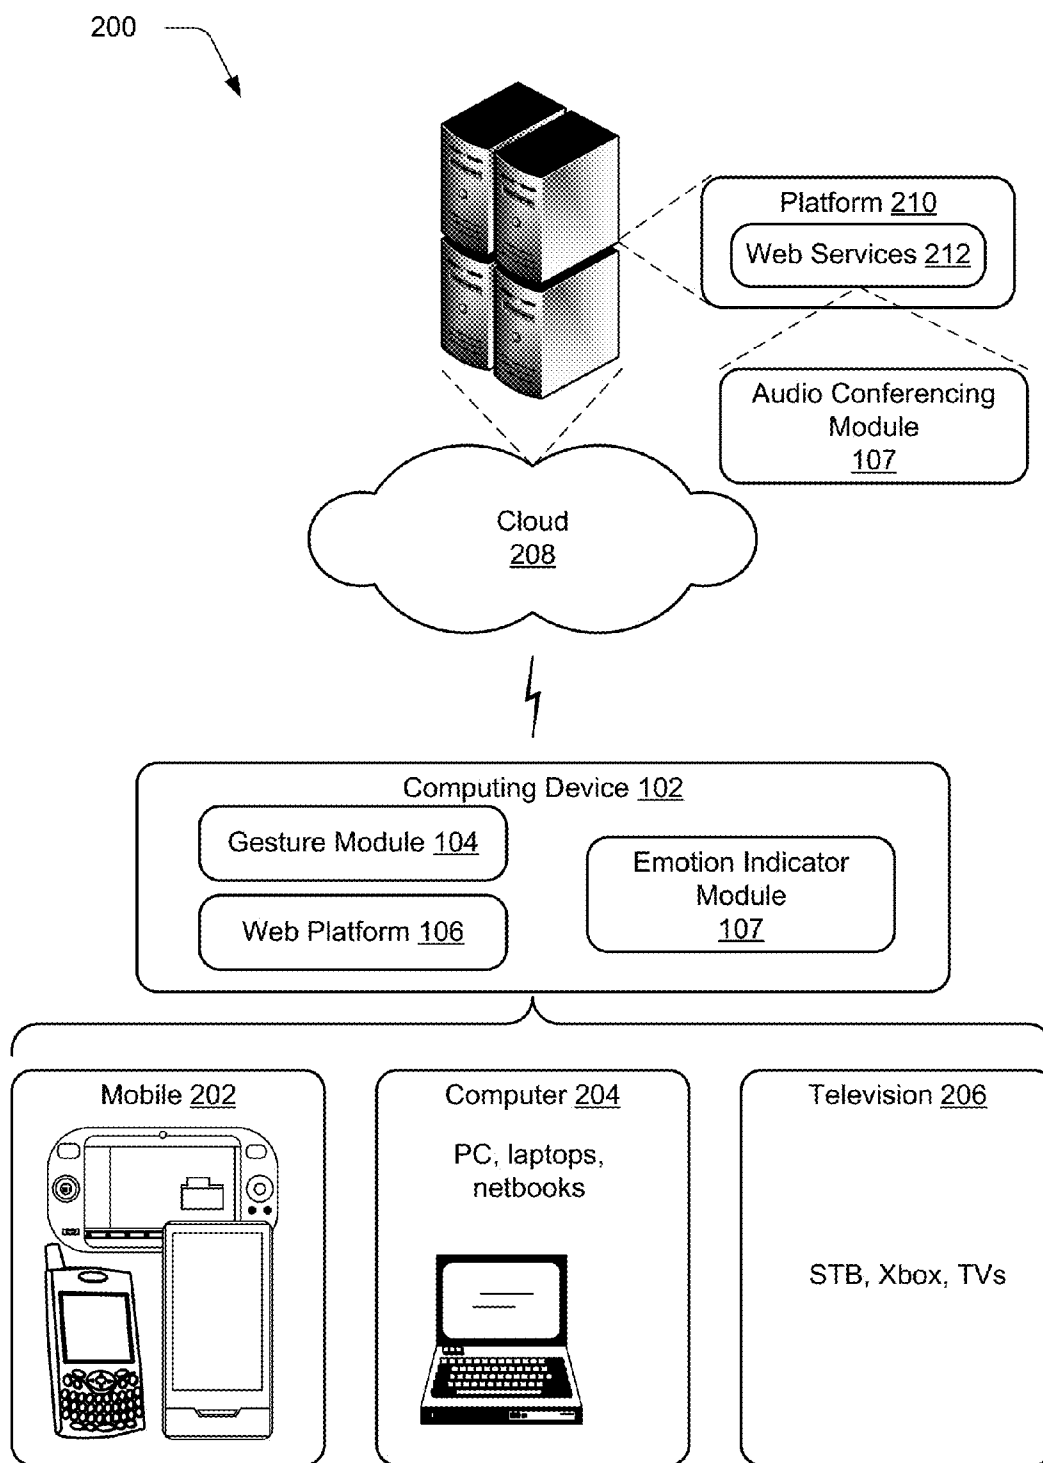 200
Platform 210
Web Services 212
Audio Conferencing
Module
107
Cloud
208
Computing Device 102
Gesture Module 104
Emotion Indicator
Module
107
Web Platform 106
Mobile 202
Computer 204
PC, laptops,
netbooks
Television 206
STB, Xbox, TVs